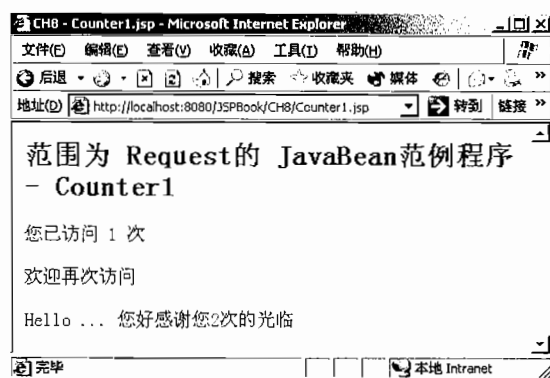 CH8 - Counter1.jsp - Microsoft Internet Explorer
文件(F) 编辑(E) 查看(V) 收藏(A) 工具(T) 帮助(H)
后退 搜索 收藏夹 媒体
地址(D) http://localhost:8080/JSPBook/CH8/Counter1.jsp 转到 链接 »
范围为 Request的 JavaBean范例程序
- Counter1
您已访问 1 次
欢迎再次访问
Hello ... 您好感谢您2次的光临
完毕 本地 Intranet